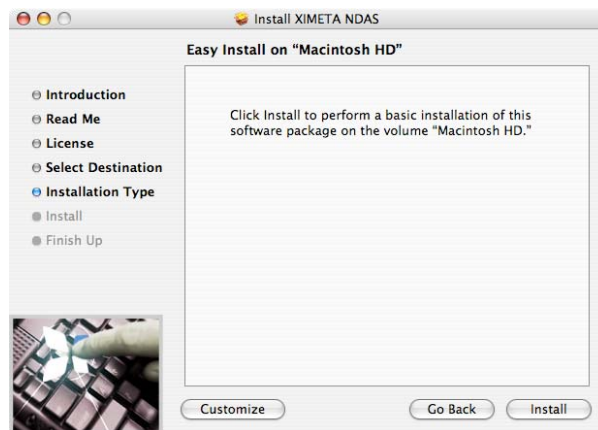 Install XIMETA NDAS
Easy Install on “Macintosh HD”
Introduction
Read Me
License
Select Destination
Installation Type
Install
Finish Up
Click Install to perform a basic installation of this
software package on the volume “Macintosh HD.”
Customize
Go Back
Install